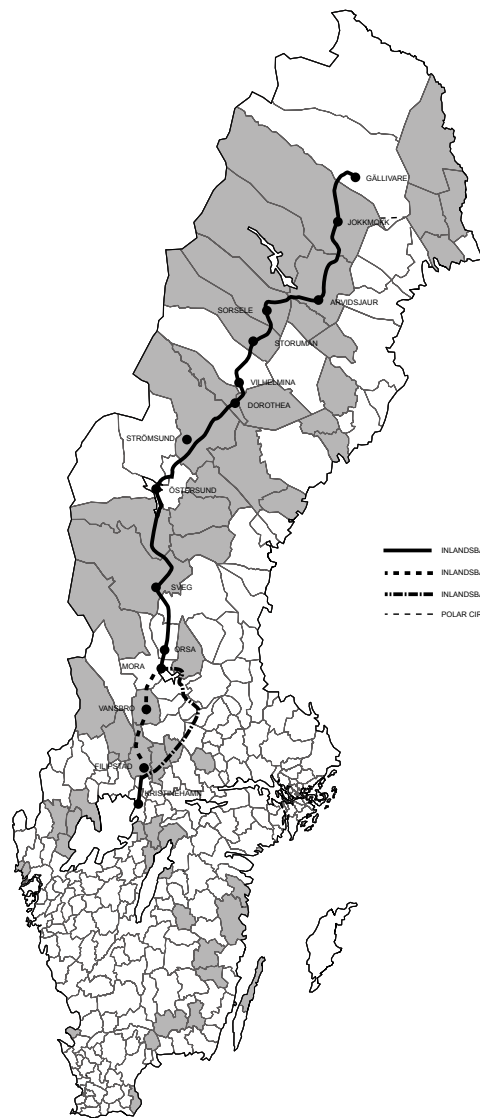 GÄLLIVARE
JOKKMOKK
ARVIDSJAUR
SORSELE
STORUMAN
VILHELMINA
DOROTHEA
STRÖMSUND
ÖSTERSUND
SVEG
ORSA
MORA
VANSBRO
FILIPSTAD
KRISTINEHAMN
INLANDSBA
INLANDSBA
INLANDSBA
POLAR CIR